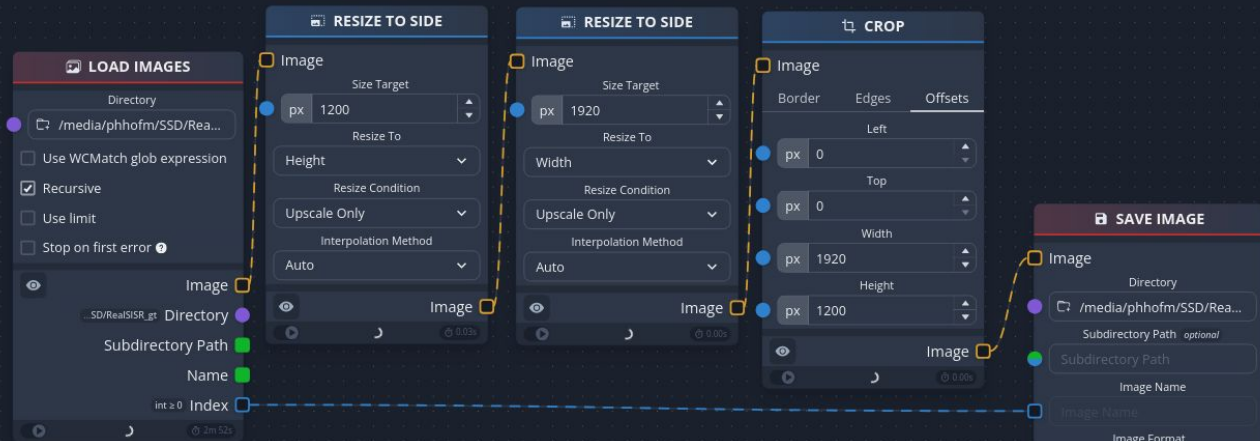 LOAD IMAGES
Directory
/media/phhofm/SSD/Rea...
Use WCMatch glob expression
Recursive
Use limit
Stop on first error
Image
...SD/RealSISR_gt Directory
Subdirectory Path
Name
int ≥ 0 Index
2m 52s
RESIZE TO SIDE
Image
Size Target
px 1200
Resize To
Height
Resize Condition
Upscale Only
Interpolation Method
Auto
Image
0.03s
RESIZE TO SIDE
Image
Size Target
px 1920
Resize To
Width
Resize Condition
Upscale Only
Interpolation Method
Auto
Image
0.00s
CROP
Image
Border Edges Offsets
Left
px 0
Top
px 0
Width
px 1920
Height
px 1200
Image
0.00s
SAVE IMAGE
Image
Directory
/media/phhofm/SSD/Rea...
Subdirectory Path optional
Subdirectory Path
Image Name
Image Name
Image Format